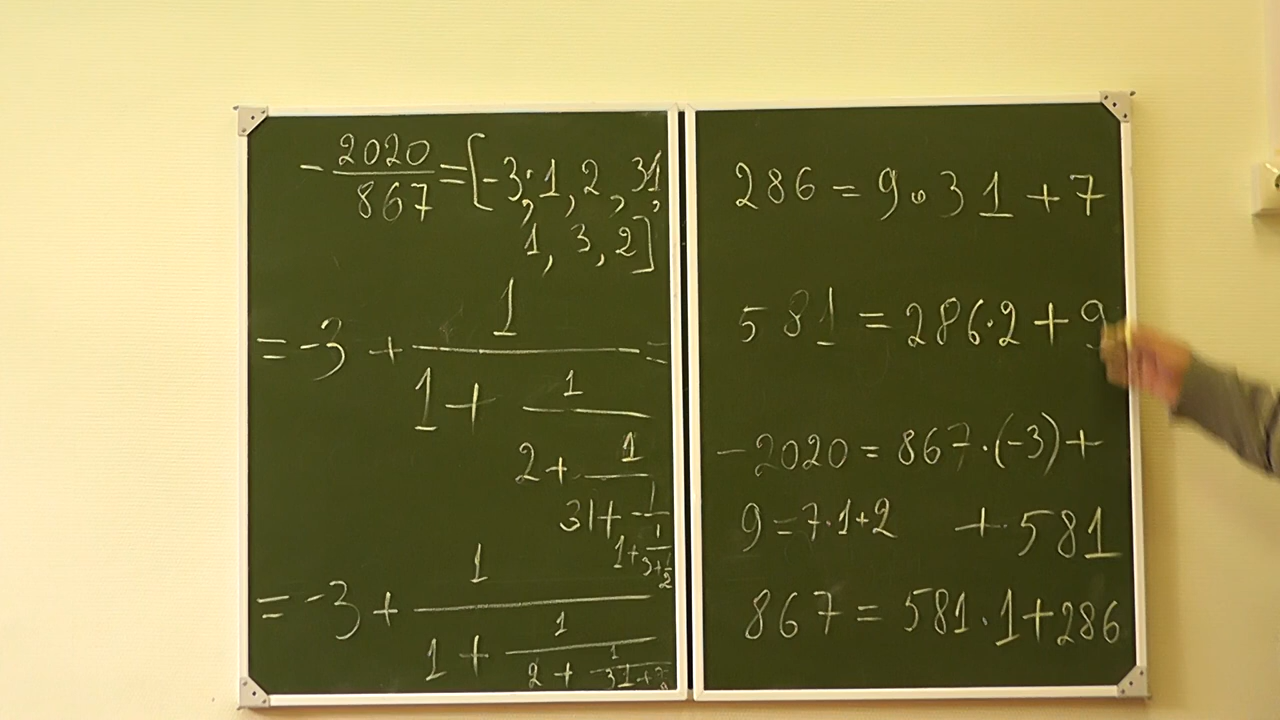 - 2020/867 = [-3; 1, 2, 31,
1, 3, 2]
= -3 + 1/(1 + 1/(2 + 1/(31 + 1/(1 + 1/(3 + 1/2))))) =
= -3 + 1/(1 + 1/(2 + 1/(31 +
286 = 9·31 + 7
581 = 286·2 + 9
-2020 = 867·(-3) +
+ 581
9 = 7·1+2
867 = 581·1+286